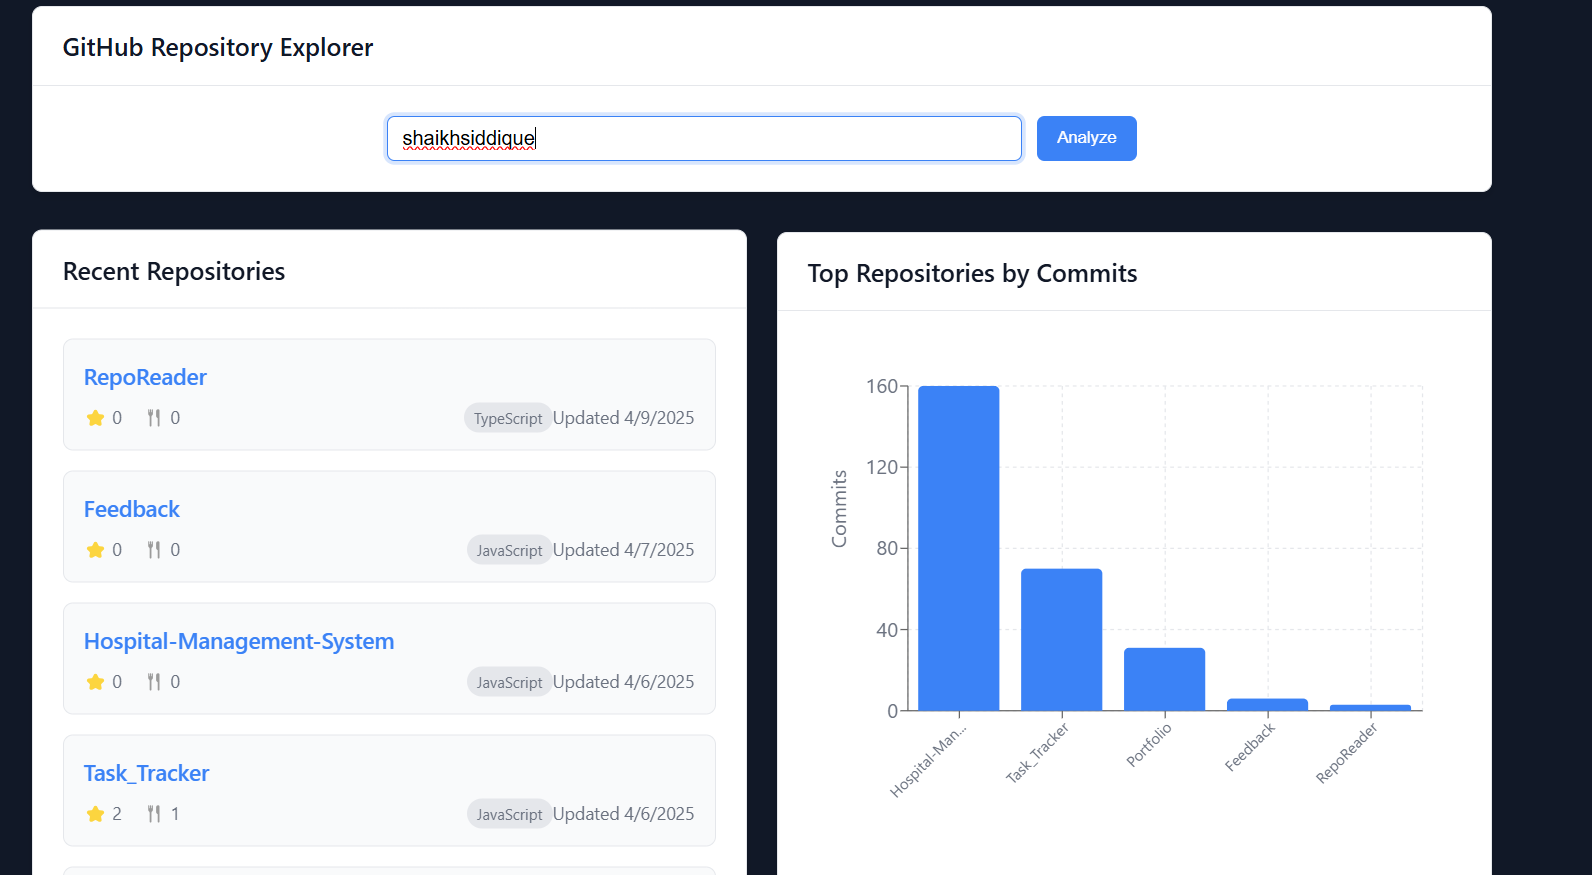 GitHub Repository Explorer
shaikhsiddique
Analyze
Recent Repositories
RepoReader
0 0 TypeScript Updated 4/9/2025
Feedback
0 0 JavaScript Updated 4/7/2025
Hospital-Management-System
0 0 JavaScript Updated 4/6/2025
Task_Tracker
2 1 JavaScript Updated 4/6/2025
Top Repositories by Commits
Commits
160
120
80
40
0
Hospital-Man...
Task_Tracker
Portfolio
Feedback
RepoReader